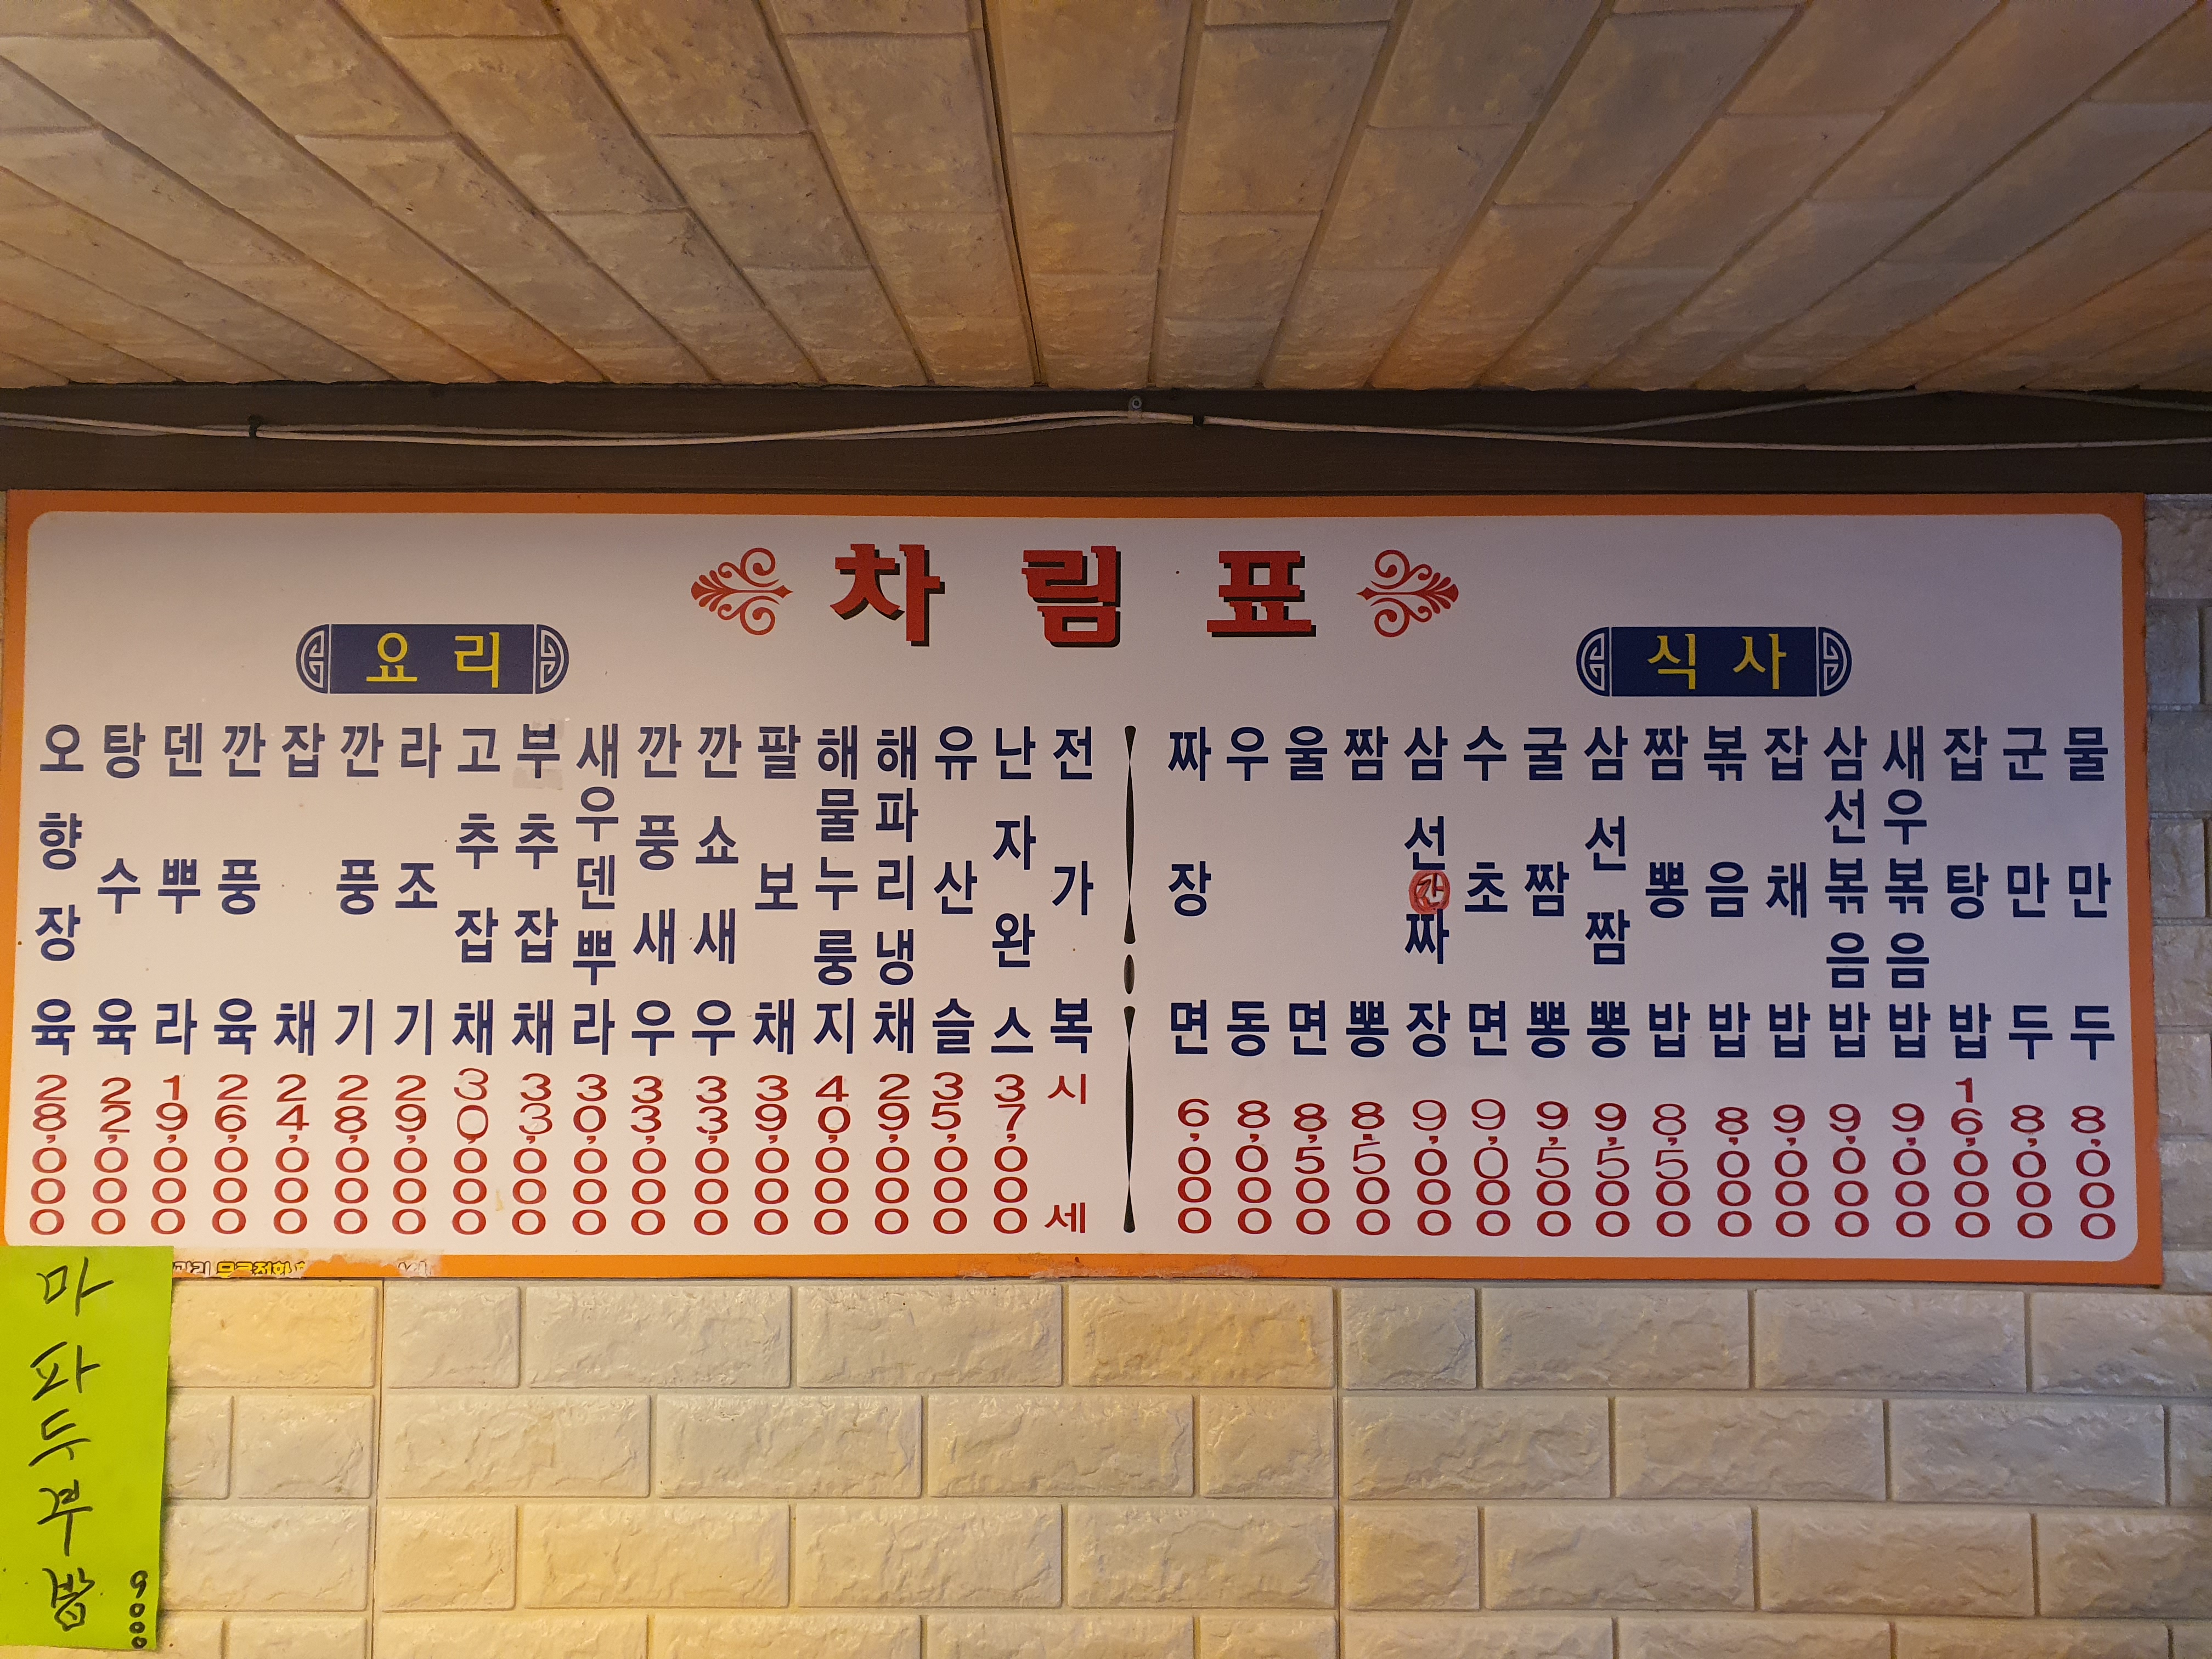 차림표
요리
오향장육 28,000
탕수육 22,000
덴뿌라 19,000
깐풍육 26,000
잡채 24,000
깐풍기 28,000
라조기 29,000
고추잡채 30,000
부추잡채 33,000
새우덴뿌라 30,000
깐풍새우 33,000
깐쇼새우 33,000
팔보채 39,000
해물누룽지 40,000
해파리냉채 29,000
유산슬 35,000
난자완스 37,000
전가복 시세
식사
짜장면 6,000
우동 8,000
울면 8,500
짬뽕 8,500
삼선간짜장 9,000
수초면 9,000
굴짬뽕 9,500
삼선짬뽕 9,500
짬뽕밥 8,500
볶음밥 8,000
잡채밥 9,000
삼선볶음밥 9,000
새우볶음밥 9,000
잡탕밥 16,000
군만두 8,000
물만두 8,000
마파두부밥 9000